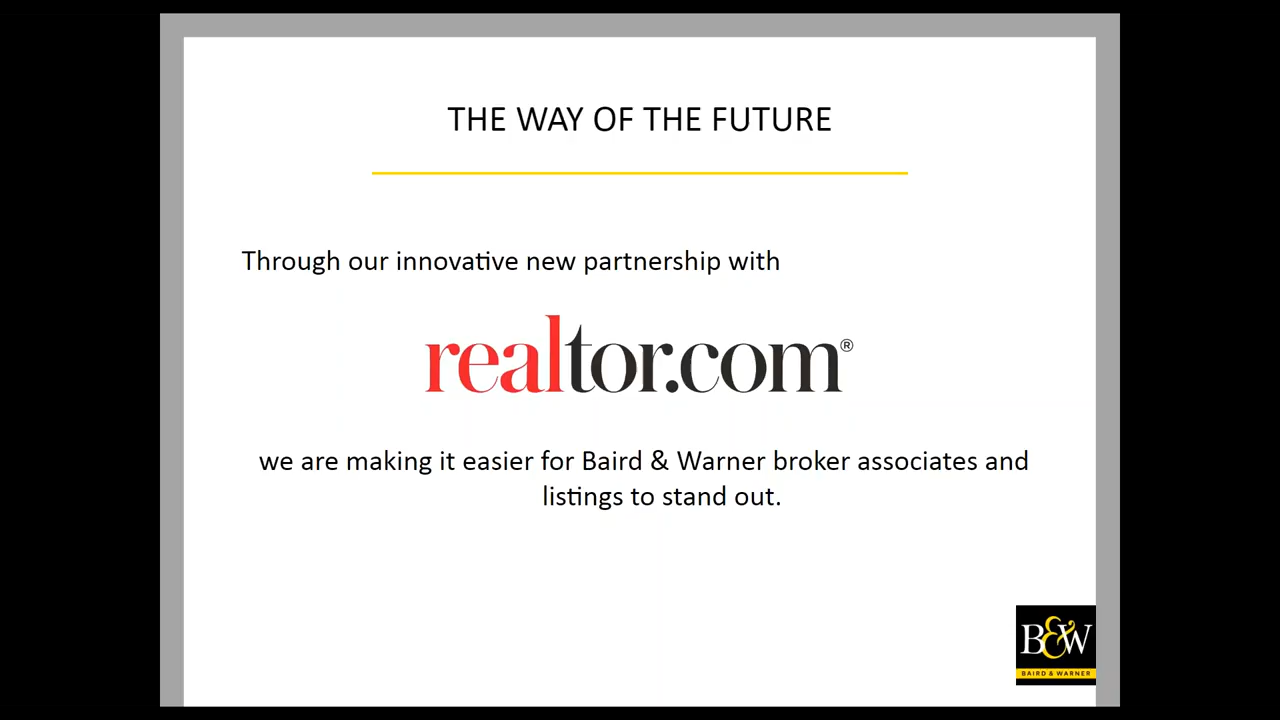 THE WAY OF THE FUTURE
Through our innovative new partnership with
realtor.com®
we are making it easier for Baird & Warner broker associates and
listings to stand out.
B&W
BAIRD & WARNER